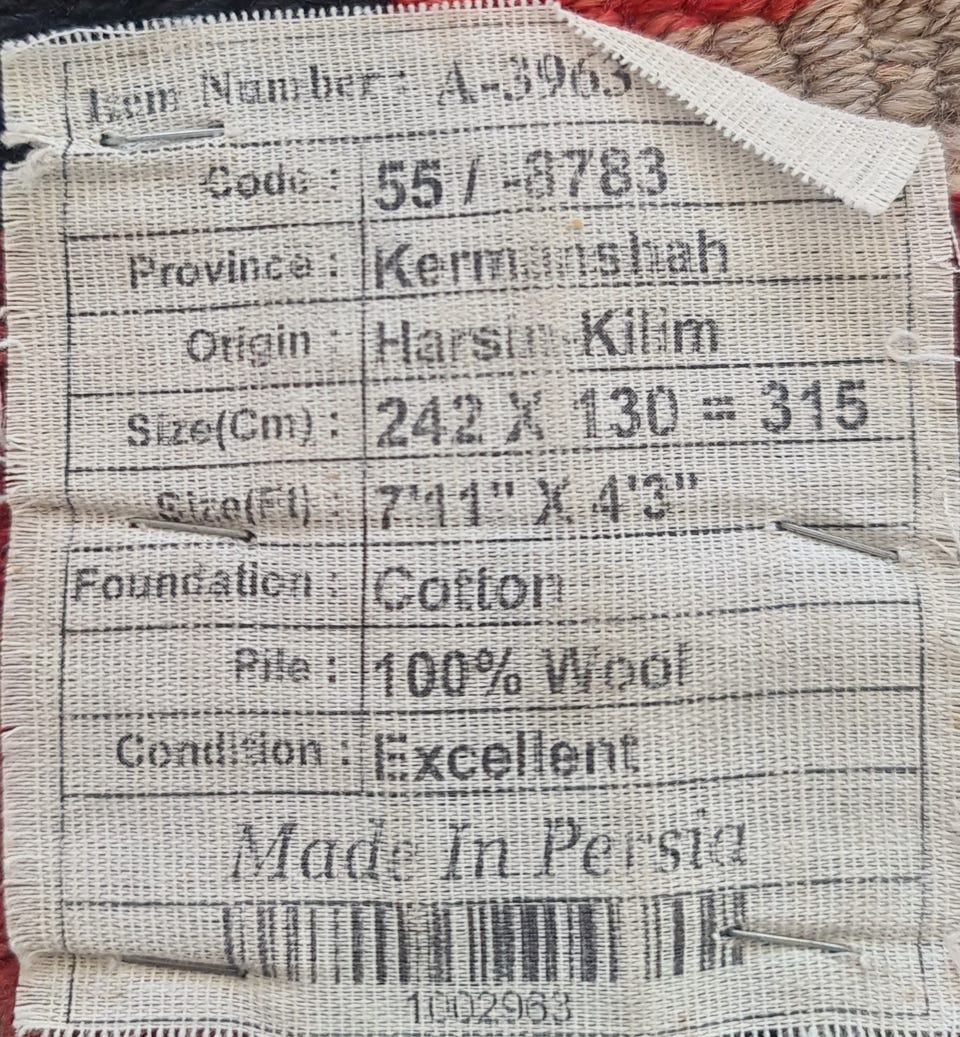 Item Number : A-3963
Code : 55 / -8783
Province : Kermanshah
Origin : Harsin Kilim
Size(Cm) : 242 X 130 = 315
Size(Ft) : 7'11" X 4'3"
Foundation : Cotton
Pile : 100% Wool
Condition : Excellent
Made In Persia
1002963